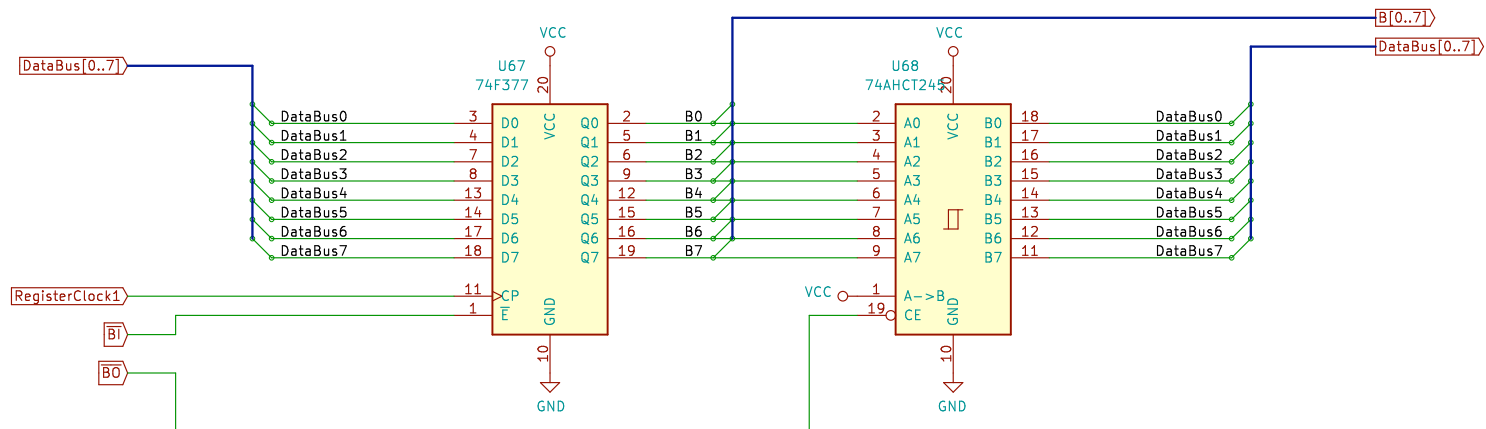 B[0..7]
DataBus[0..7]
DataBus[0..7]
VCC
U67
74F377
20
VCC
DataBus0 3 D0 Q0 2 B0
DataBus1 4 D1 Q1 5 B1
DataBus2 7 D2 Q2 6 B2
DataBus3 8 D3 Q3 9 B3
DataBus4 13 D4 Q4 12 B4
DataBus5 14 D5 Q5 15 B5
DataBus6 17 D6 Q6 16 B6
DataBus7 18 D7 Q7 19 B7
RegisterClock1 11 CP
BI 1 E
GND
10
GND
BO
VCC
U68
74AHCT245
20
VCC
2 A0 B0 18 DataBus0
3 A1 B1 17 DataBus1
4 A2 B2 16 DataBus2
5 A3 B3 15 DataBus3
6 A4 B4 14 DataBus4
7 A5 B5 13 DataBus5
8 A6 B6 12 DataBus6
9 A7 B7 11 DataBus7
VCC 1 A->B
19 CE
GND
10
GND